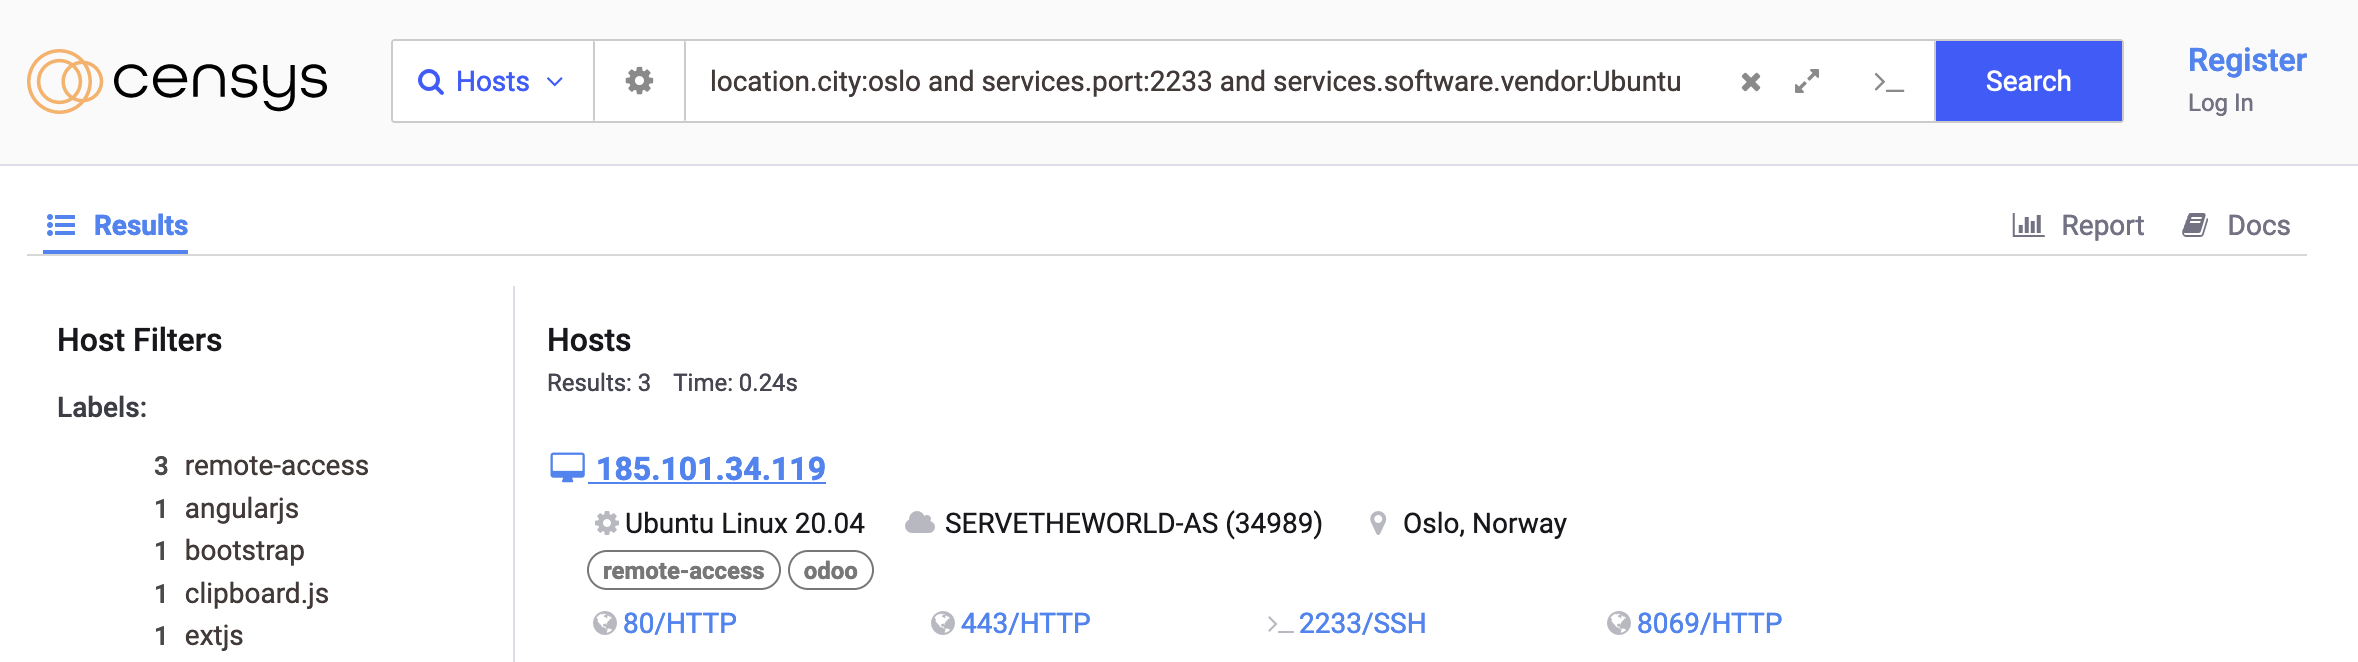 censys
Hosts
location.city:oslo and services.port:2233 and services.software.vendor:Ubuntu
Search
Register
Log In
Results
Report
Docs
Host Filters
Labels:
3 remote-access
1 angularjs
1 bootstrap
1 clipboard.js
1 extjs
Hosts
Results: 3 Time: 0.24s
185.101.34.119
Ubuntu Linux 20.04 SERVETHEWORLD-AS (34989) Oslo, Norway
remote-access odoo
80/HTTP 443/HTTP 2233/SSH 8069/HTTP